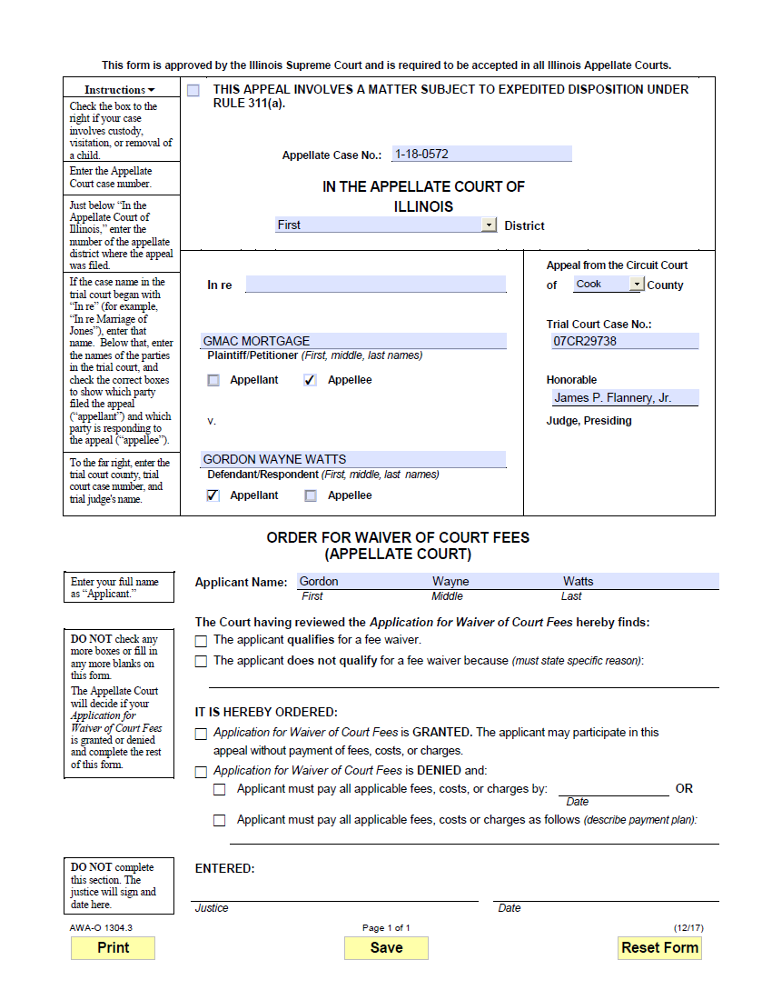 This form is approved by the Illinois Supreme Court and is required to be accepted in all Illinois Appellate Courts.
Instructions
Check the box to the
right if your case
involves custody,
visitation, or removal of
a child.
Enter the Appellate
Court case number.
Just below “In the
Appellate Court of
Illinois,” enter the
number of the appellate
district where the appeal
was filed.
If the case name in the
trial court began with
“In re” (for example,
“In re Marriage of
Jones”), enter that
name. Below that, enter
the names of the parties
in the trial court, and
check the correct boxes
to show which party
filed the appeal
(“appellant”) and which
party is responding to
the appeal (“appellee”).
To the far right, enter the
trial court county, trial
court case number, and
trial judge's name.
THIS APPEAL INVOLVES A MATTER SUBJECT TO EXPEDITED DISPOSITION UNDER
RULE 311(a).
Appellate Case No.: 1-18-0572
IN THE APPELLATE COURT OF
ILLINOIS
First District
In re
GMAC MORTGAGE
Plaintiff/Petitioner (First, middle, last names)
Appellant Appellee
v.
GORDON WAYNE WATTS
Defendant/Respondent (First, middle, last names)
Appellant Appellee
Appeal from the Circuit Court
of Cook County
Trial Court Case No.:
07CR29738
Honorable
James P. Flannery, Jr.
Judge, Presiding
ORDER FOR WAIVER OF COURT FEES
(APPELLATE COURT)
Enter your full name
as “Applicant.”
Applicant Name: Gordon Wayne Watts
First Middle Last
DO NOT check any
more boxes or fill in
any more blanks on
this form.
The Appellate Court
will decide if your
Application for
Waiver of Court Fees
is granted or denied
and complete the rest
of this form.
The Court having reviewed the Application for Waiver of Court Fees hereby finds:
The applicant qualifies for a fee waiver.
The applicant does not qualify for a fee waiver because (must state specific reason):
IT IS HEREBY ORDERED:
Application for Waiver of Court Fees is GRANTED. The applicant may participate in this
appeal without payment of fees, costs, or charges.
Application for Waiver of Court Fees is DENIED and:
Applicant must pay all applicable fees, costs, or charges by: OR
Date
Applicant must pay all applicable fees, costs or charges as follows (describe payment plan):
DO NOT complete
this section. The
justice will sign and
date here.
ENTERED:
Justice Date
AWA-O 1304.3 Page 1 of 1 (12/17)
Print Save Reset Form